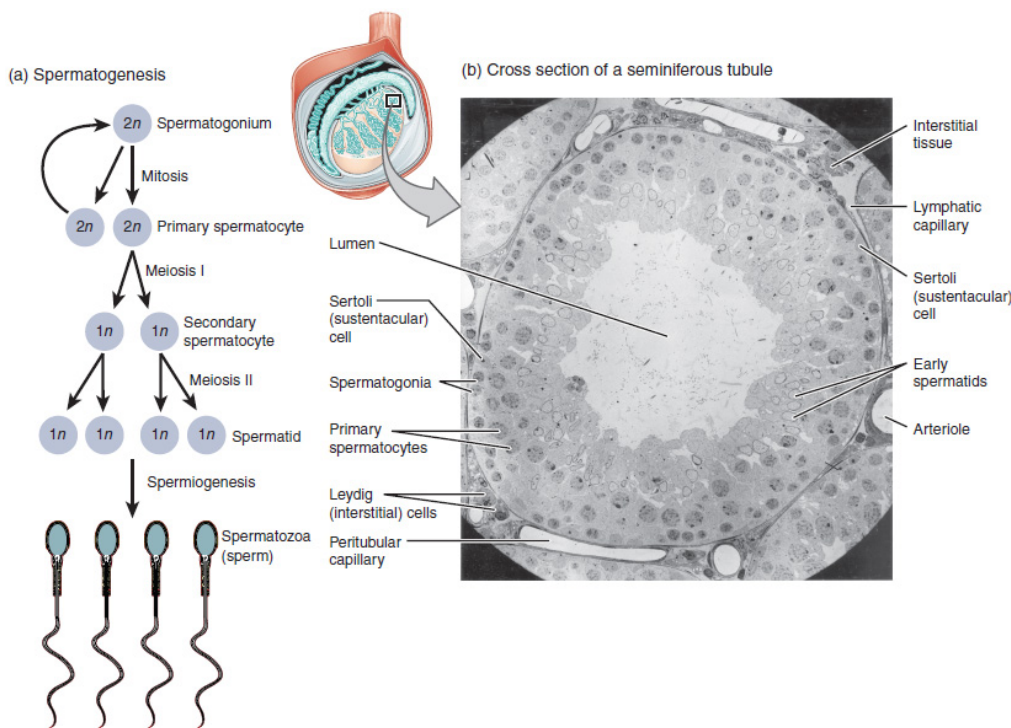 (a) Spermatogenesis
2n
Spermatogonium
Mitosis
2n
2n
Primary spermatocyte
Meiosis I
1n
1n
Secondary
spermatocyte
Meiosis II
1n
1n
1n
1n
Spermatid
Spermiogenesis
Spermatozoa
(sperm)
(b) Cross section of a seminiferous tubule
Lumen
Sertoli
(sustentacular)
cell
Spermatogonia
Primary
spermatocytes
Leydig
(interstitial) cells
Peritubular
capillary
Interstitial
tissue
Lymphatic
capillary
Sertoli
(sustentacular)
cell
Early
spermatids
Arteriole